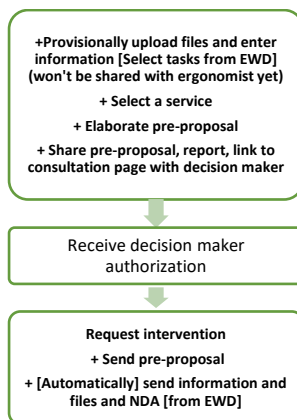 +Provisionally upload files and enter
information [Select tasks from EWD]
(won't be shared with ergonomist yet)
+ Select a service
+ Elaborate pre-proposal
+ Share pre-proposal, report, link to
consultation page with decision maker
Receive decision maker
authorization
Request intervention
+ Send pre-proposal
+ [Automatically] send information and
files and NDA [from EWD]